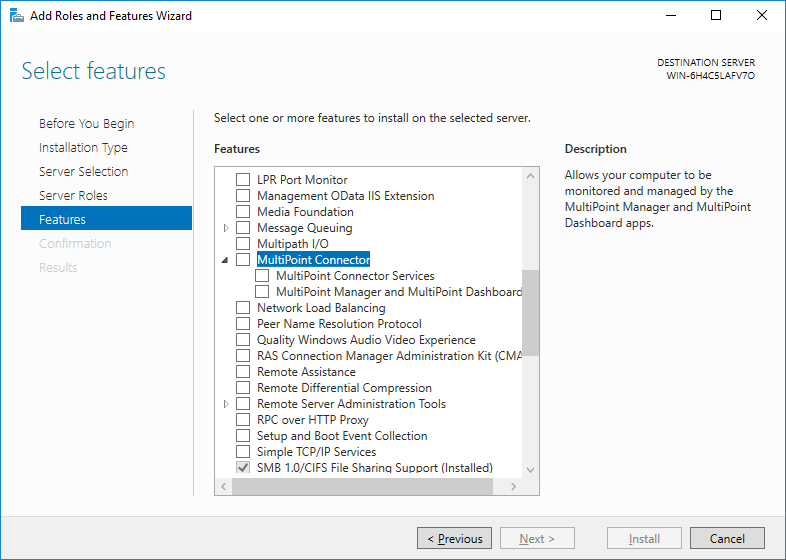 Add Roles and Features Wizard
Select features
DESTINATION SERVER
WIN-6H4C5LAFV7O
Before You Begin
Installation Type
Server Selection
Server Roles
Features
Confirmation
Results
Select one or more features to install on the selected server.
Features
LPR Port Monitor
Management OData IIS Extension
Media Foundation
Message Queuing
Multipath I/O
MultiPoint Connector
MultiPoint Connector Services
MultiPoint Manager and MultiPoint Dashboard
Network Load Balancing
Peer Name Resolution Protocol
Quality Windows Audio Video Experience
RAS Connection Manager Administration Kit (CMA
Remote Assistance
Remote Differential Compression
Remote Server Administration Tools
RPC over HTTP Proxy
Setup and Boot Event Collection
Simple TCP/IP Services
SMB 1.0/CIFS File Sharing Support (Installed)
Description
Allows your computer to be
monitored and managed by the
MultiPoint Manager and MultiPoint
Dashboard apps.
< Previous
Next >
Install
Cancel